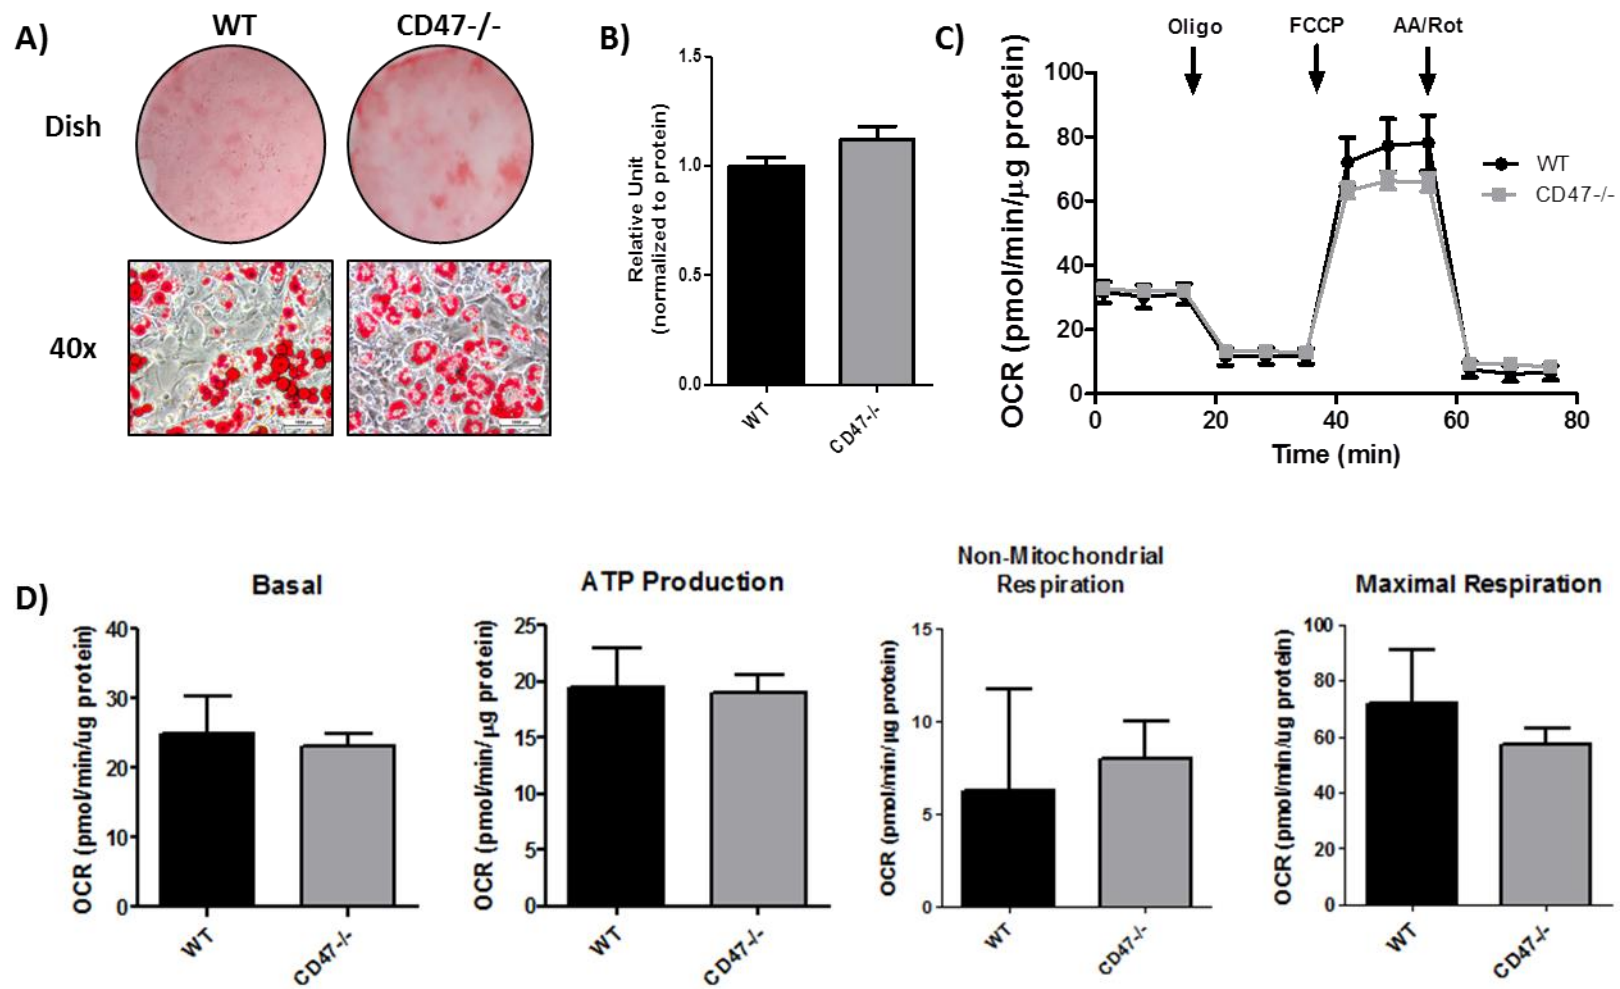 A)
WT
CD47-/-
Dish
40x
B)
Relative Unit
(normalized to protein)
1.5
1.0
0.5
0.0
WT
CD47-/-
C)
Oligo
FCCP
AA/Rot
OCR (pmol/min/μg protein)
100
80
60
40
20
0
0
20
40
60
80
Time (min)
WT
CD47-/-
D)
Basal
OCR (pmol/min/ug protein)
40
30
20
10
0
WT
CD47-/-
ATP Production
OCR (pmol/min/ μg protein)
25
20
15
10
5
0
WT
CD47-/-
Non-Mitochondrial
Respiration
OCR (pmol/min/ μg protein)
15
10
5
0
WT
CD47-/-
Maximal Respiration
OCR (pmol/min/ug protein)
100
80
60
40
20
0
WT
CD47-/-